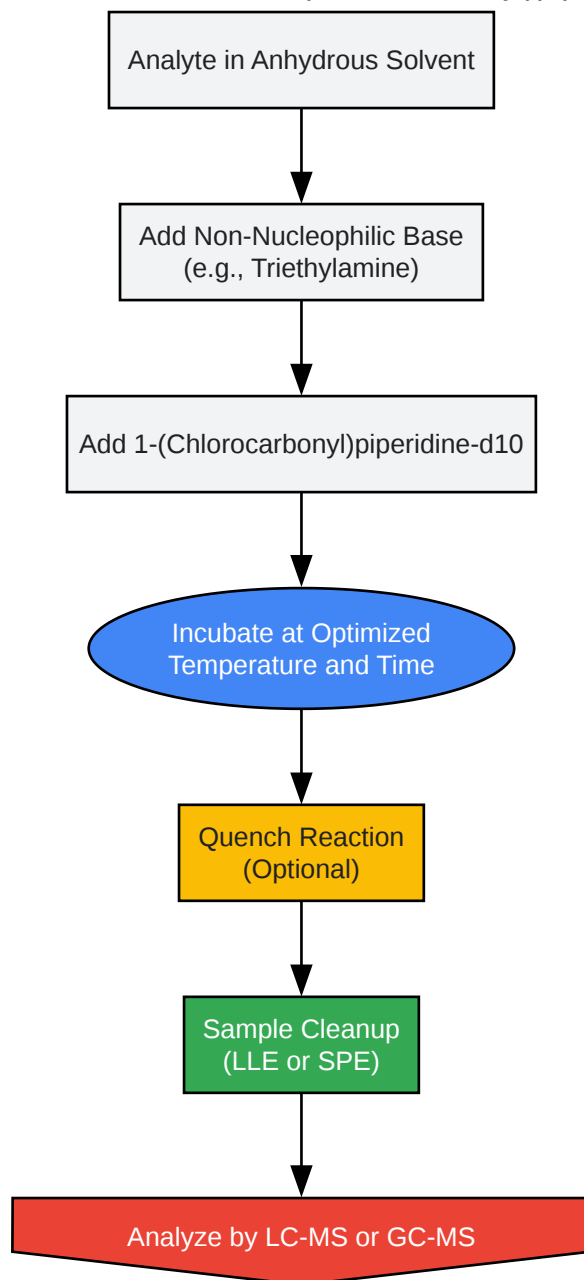 Analyte in Anhydrous Solvent
Add Non-Nucleophilic Base
(e.g., Triethylamine)
Add 1-(Chlorocarbonyl)piperidine-d10
Incubate at Optimized
Temperature and Time
Quench Reaction
(Optional)
Sample Cleanup
(LLE or SPE)
Analyze by LC-MS or GC-MS